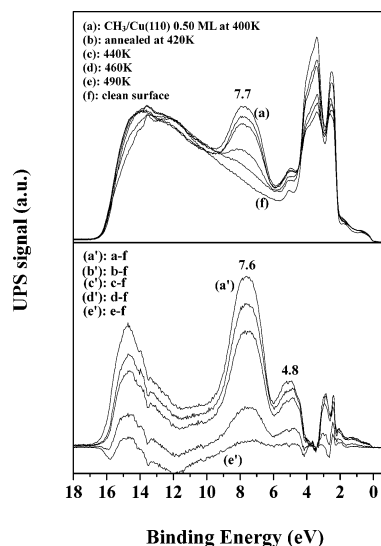 (a): CH3/Cu(110) 0.50 ML at 400K
(b): annealed at 420K
(c): 440K
(d): 460K
(e): 490K
(f): clean surface
7.7
(a)
(f)
UPS signal (a.u.)
(a'): a-f
(b'): b-f
(c'): c-f
(d'): d-f
(e'): e-f
7.6
(a')
4.8
(e')
18 16 14 12 10 8 6 4 2 0
Binding Energy (eV)